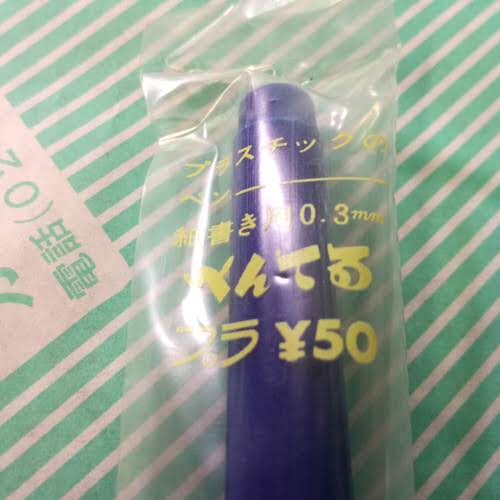 プラスチックの
ペン
細書き用0.3mm
ぺんてる
プラ ¥50